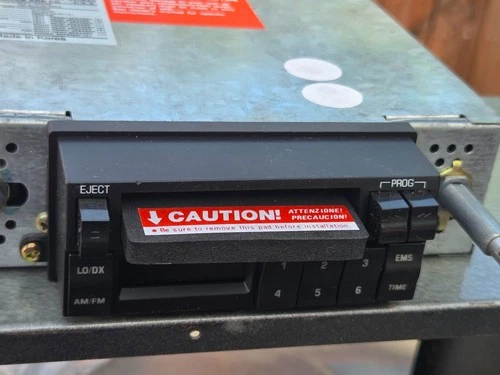 EJECT
PROG
CAUTION!
ATTENZIONE!
PRECAUCION!
Be sure to remove this pad before installation.
LO/DX
1
2
3
EMS
AM/FM
4
5
6
TIME